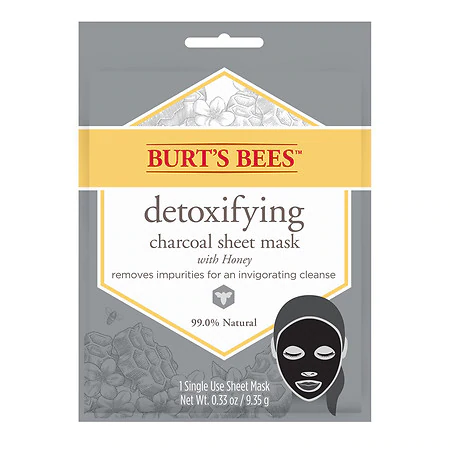 BURT'S BEES™
detoxifying
charcoal sheet mask
with Honey
removes impurities for an invigorating cleanse
99.0% Natural
1 Single Use Sheet Mask
Net Wt. 0.33 oz / 9.35 g